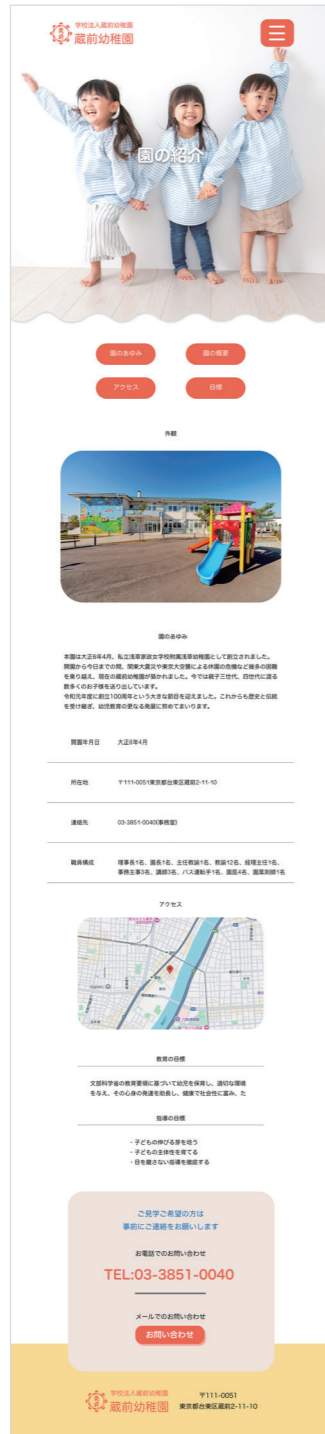 学校法人蔵前幼稚園
蔵前幼稚園
園の紹介
園のあゆみ
園の概要
アクセス
目標
外観
園のあゆみ
本園は大正6年4月、私立浅草家政女学校附属浅草幼稚園として創立されました。
開園から今日までの間、関東大震災や東京大空襲による休園の危機など幾多の困難
を乗り越え、現在の蔵前幼稚園が築かれました。今では親子三世代、四世代に渡る
数多くのお子様を送り出しています。
令和元年度に創立100周年という大きな節目を迎えました。これからも歴史と伝統
を受け継ぎ、幼児教育の更なる発展に努めてまいります。
開園年月日 大正6年4月
所在地 〒111-0051東京都台東区蔵前2-11-10
連絡先 03-3851-0040(事務室)
職員構成 理事長1名、園長1名、主任教諭1名、教諭12名、経理主任1名、
事務主事3名、講師3名、バス運転手1名、園医4名、園薬剤師1名
アクセス
教育の目標
文部科学省の教育要領に基づいて幼児を保育し、適切な環境
を与え、その心身の発達を助長し、健康で社会性に富み、た
指導の目標
・子どもの伸びる芽を培う
・子どもの主体性を育てる
・目を離さない指導を徹底する
ご見学ご希望の方は
事前にご連絡をお願いします
お電話でのお問い合わせ
TEL:03-3851-0040
メールでのお問い合わせ
お問い合わせ
学校法人蔵前幼稚園
蔵前幼稚園
〒111-0051
東京都台東区蔵前2-11-10